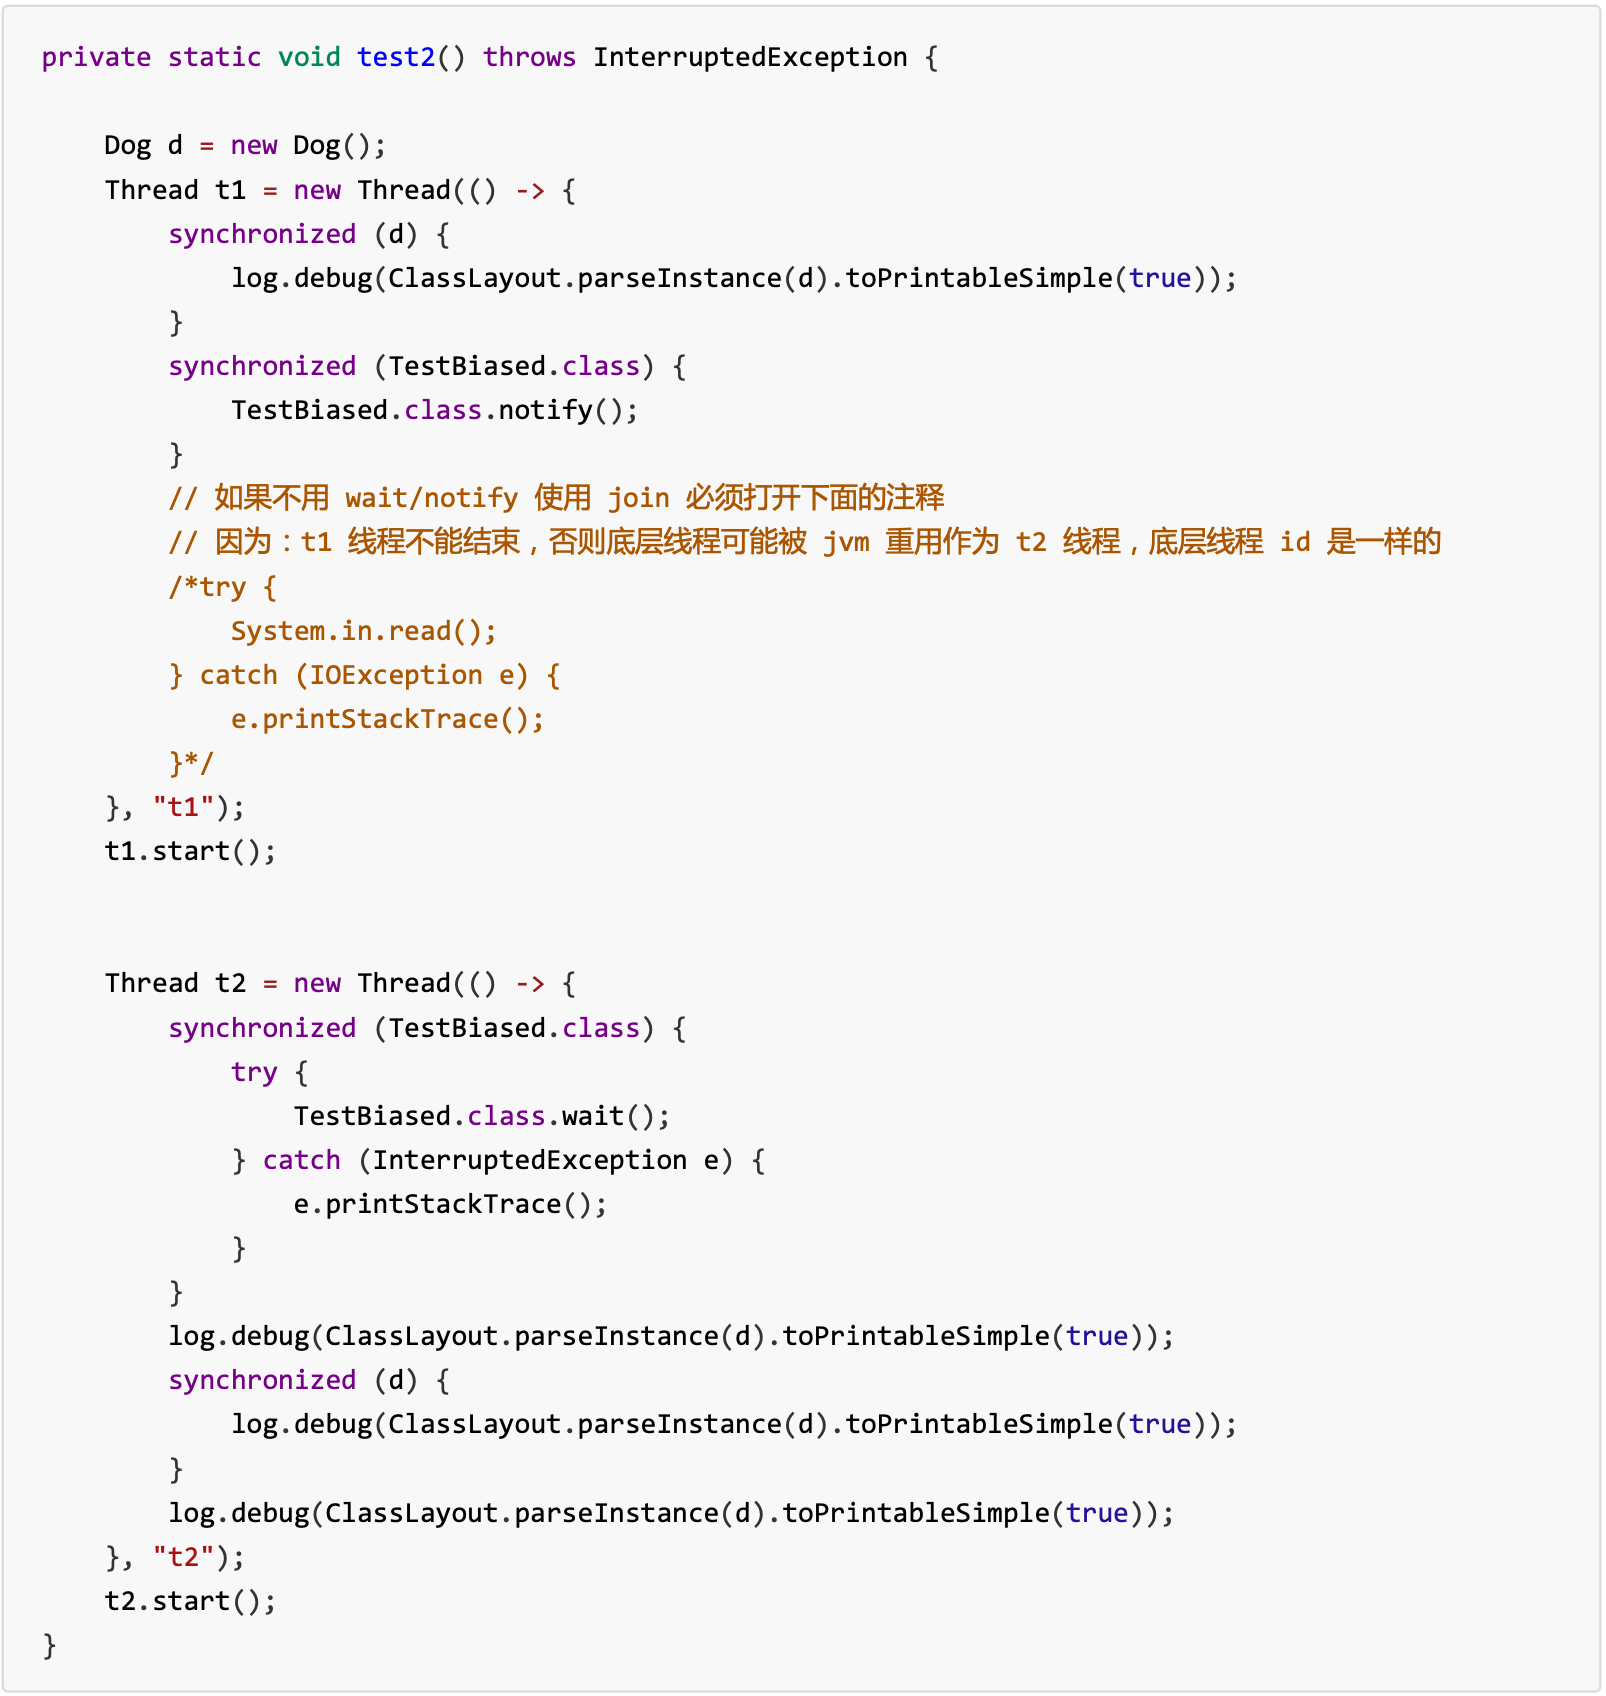 private static void test2() throws InterruptedException {
    Dog d = new Dog();
    Thread t1 = new Thread(() -> {
        synchronized (d) {
            log.debug(ClassLayout.parseInstance(d).toPrintableSimple(true));
        }
        synchronized (TestBiased.class) {
            TestBiased.class.notify();
        }
        // 如果不用 wait/notify 使用 join 必须打开下面的注释
        // 因为：t1 线程不能结束，否则底层线程可能被 jvm 重用作为 t2 线程，底层线程 id 是一样的
        /*try {
            System.in.read();
        } catch (IOException e) {
            e.printStackTrace();
        }*/
    }, "t1");
    t1.start();
    Thread t2 = new Thread(() -> {
        synchronized (TestBiased.class) {
            try {
                TestBiased.class.wait();
            } catch (InterruptedException e) {
                e.printStackTrace();
            }
        }
        log.debug(ClassLayout.parseInstance(d).toPrintableSimple(true));
        synchronized (d) {
            log.debug(ClassLayout.parseInstance(d).toPrintableSimple(true));
        }
        log.debug(ClassLayout.parseInstance(d).toPrintableSimple(true));
    }, "t2");
    t2.start();
}